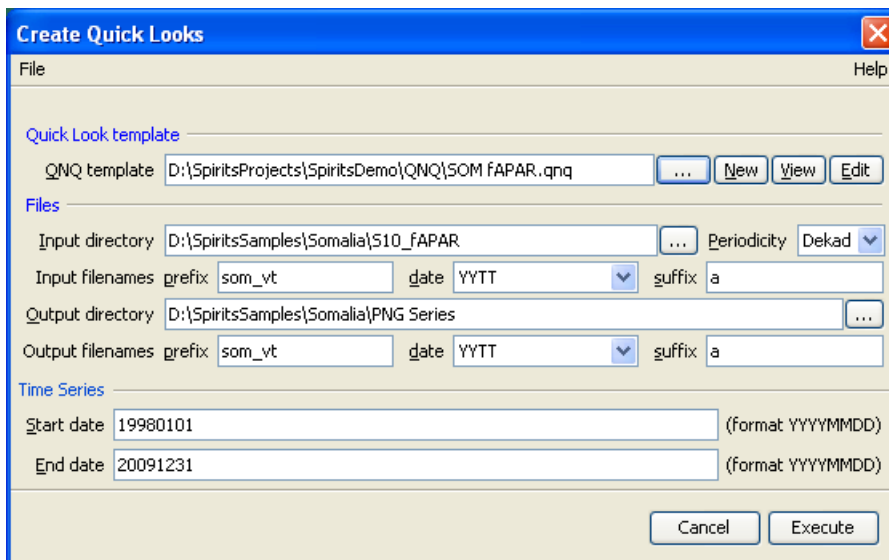 Create Quick Looks
File Help
Quick Look template
QNQ template D:\SpiritsProjects\SpiritsDemo\QNQ\SOM fAPAR.qnq ... New View Edit
Files
Input directory D:\SpiritsSamples\Somalia\S10_fAPAR ... Periodicity Dekad
Input filenames prefix som_vt date YYTT suffix a
Output directory D:\SpiritsSamples\Somalia\PNG Series ...
Output filenames prefix som_vt date YYTT suffix a
Time Series
Start date 19980101 (format YYYYMMDD)
End date 20091231 (format YYYYMMDD)
Cancel Execute